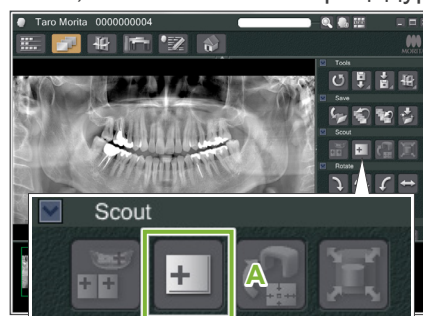 Taro Morita 0000000004
Tools
Save
Scout
Rotate
Scout
A